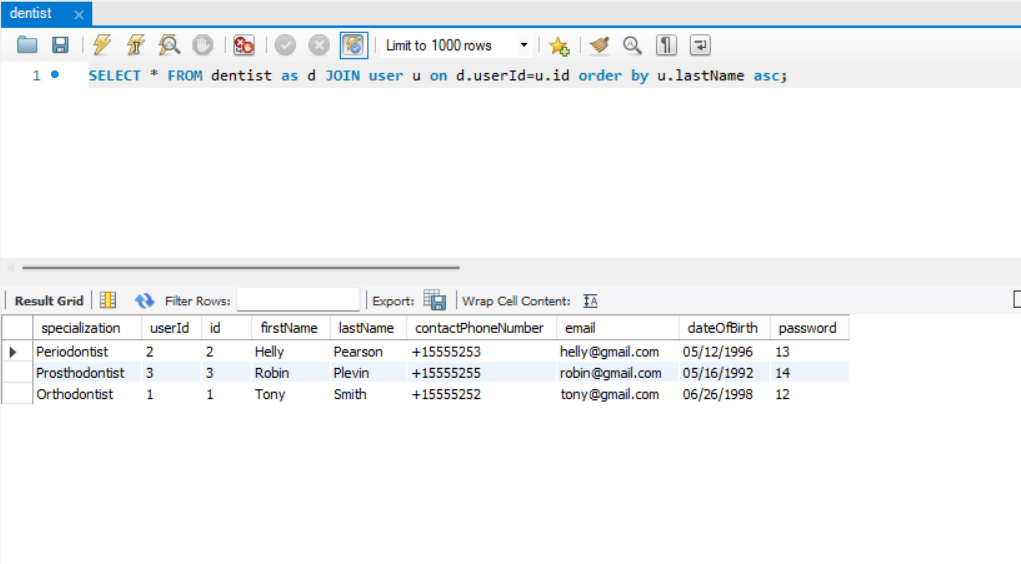 dentist
Limit to 1000 rows
1 SELECT * FROM dentist as d JOIN user u on d.userId=u.id order by u.lastName asc;
Result Grid Filter Rows: Export: Wrap Cell Content: IA
specialization userId id firstName lastName contactPhoneNumber email dateOfBirth password
Periodontist 2 2 Helly Pearson +15555253 helly@gmail.com 05/12/1996 13
Prosthodontist 3 3 Robin Plevin +15555255 robin@gmail.com 05/16/1992 14
Orthodontist 1 1 Tony Smith +15555252 tony@gmail.com 06/26/1998 12